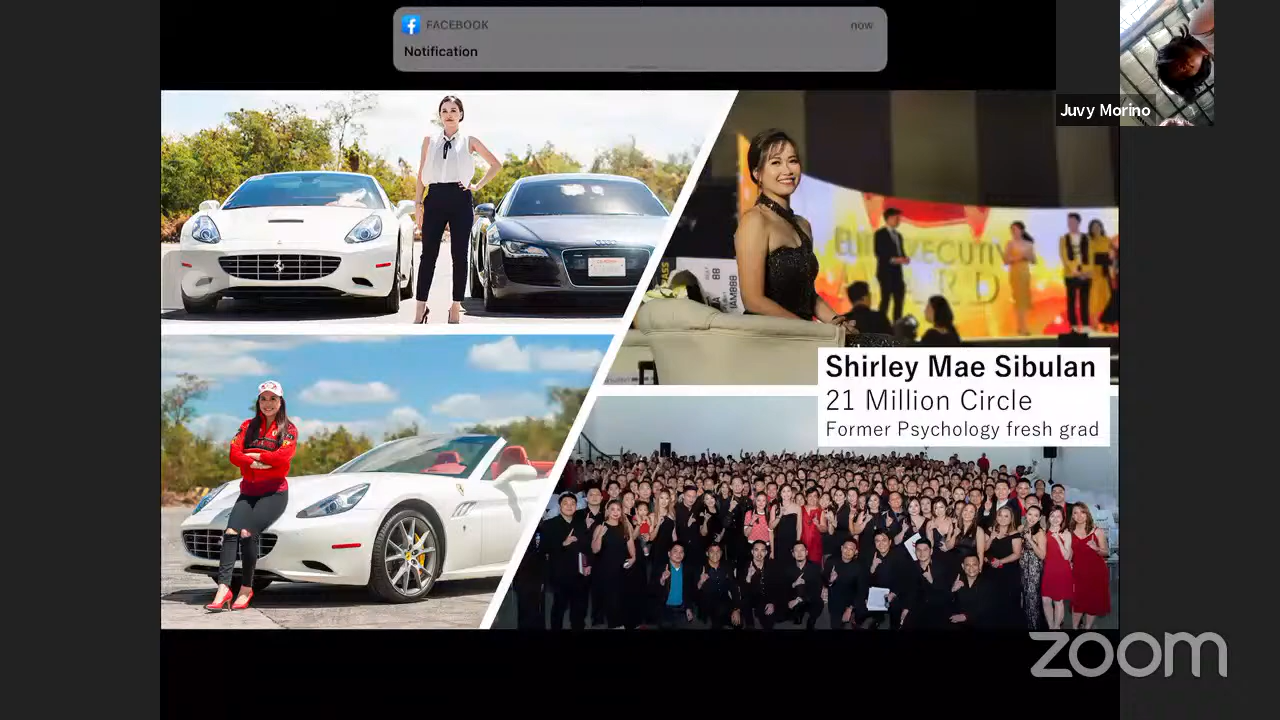 FACEBOOK
now
Notification
Juvy Morino
Shirley Mae Sibulan
21 Million Circle
Former Psychology fresh grad
zoom